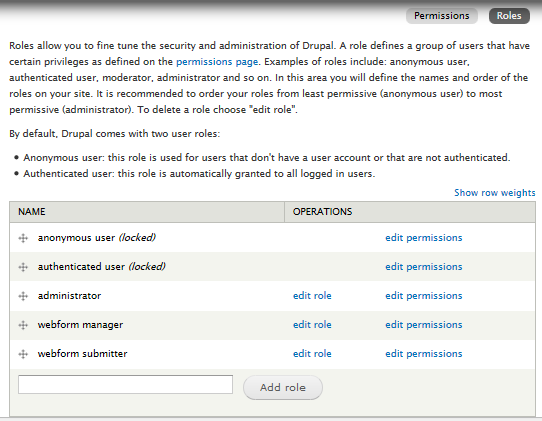 Permissions Roles
Roles allow you to fine tune the security and administration of Drupal. A role defines a group of users that have
certain privileges as defined on the permissions page. Examples of roles include: anonymous user,
authenticated user, moderator, administrator and so on. In this area you will define the names and order of the
roles on your site. It is recommended to order your roles from least permissive (anonymous user) to most
permissive (administrator). To delete a role choose "edit role".
By default, Drupal comes with two user roles:
• Anonymous user: this role is used for users that don't have a user account or that are not authenticated.
• Authenticated user: this role is automatically granted to all logged in users.
Show row weights
NAME OPERATIONS
anonymous user (locked) edit permissions
authenticated user (locked) edit permissions
administrator edit role edit permissions
webform manager edit role edit permissions
webform submitter edit role edit permissions
Add role